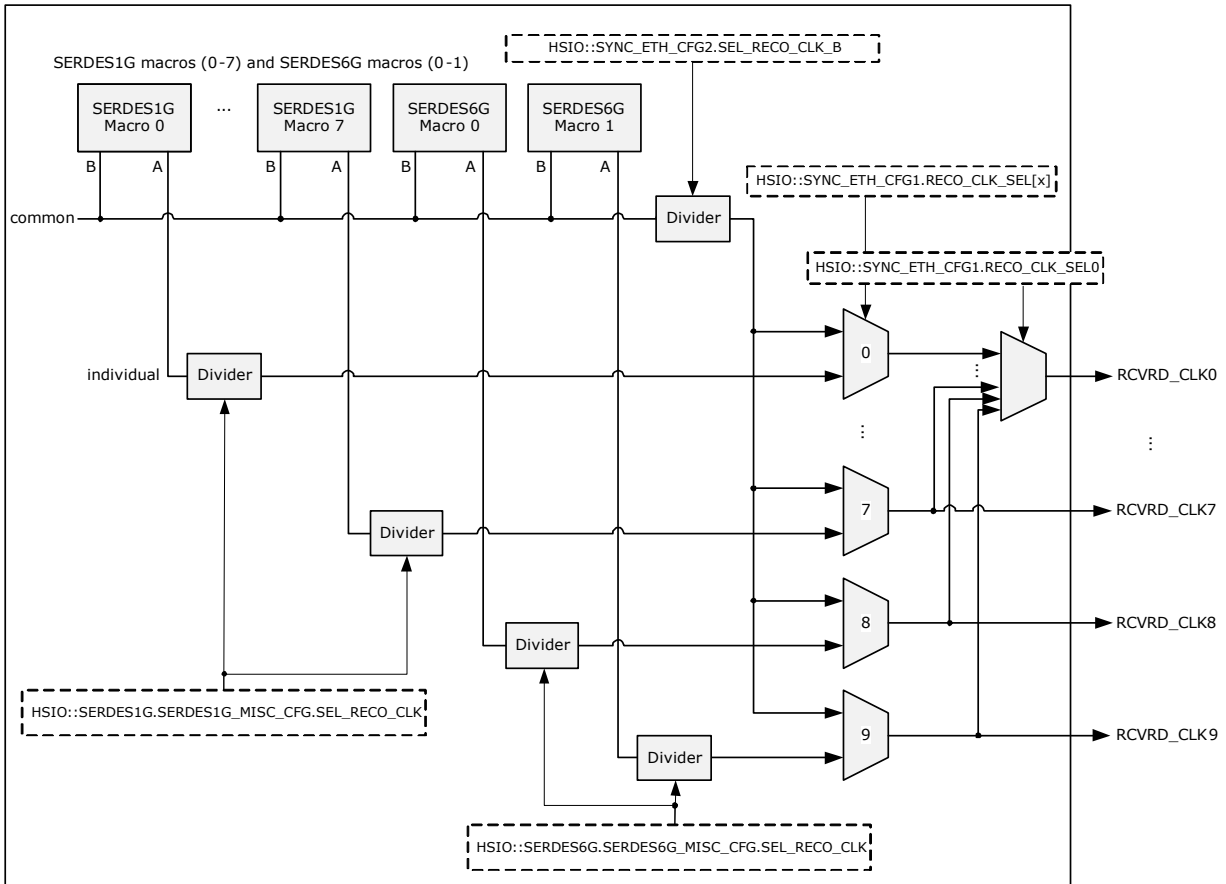 HSIO::SYNC_ETH_CFG2.SEL_RECO_CLK_B
SERDES1G macros (0-7) and SERDES6G macros (0-1)
SERDES1G
Macro 0
...
SERDES1G
Macro 7
SERDES6G
Macro 0
SERDES6G
Macro 1
B
A
B
A
B
A
B
A
HSIO::SYNC_ETH_CFG1.RECO_CLK_SEL[x]
common
Divider
HSIO::SYNC_ETH_CFG1.RECO_CLK_SEL0
0
...
individual
Divider
RCVRD_CLK0
...
...
7
RCVRD_CLK7
Divider
8
RCVRD_CLK8
Divider
HSIO::SERDES1G.SERDES1G_MISC_CFG.SEL_RECO_CLK
9
RCVRD_CLK9
Divider
HSIO::SERDES6G.SERDES6G_MISC_CFG.SEL_RECO_CLK